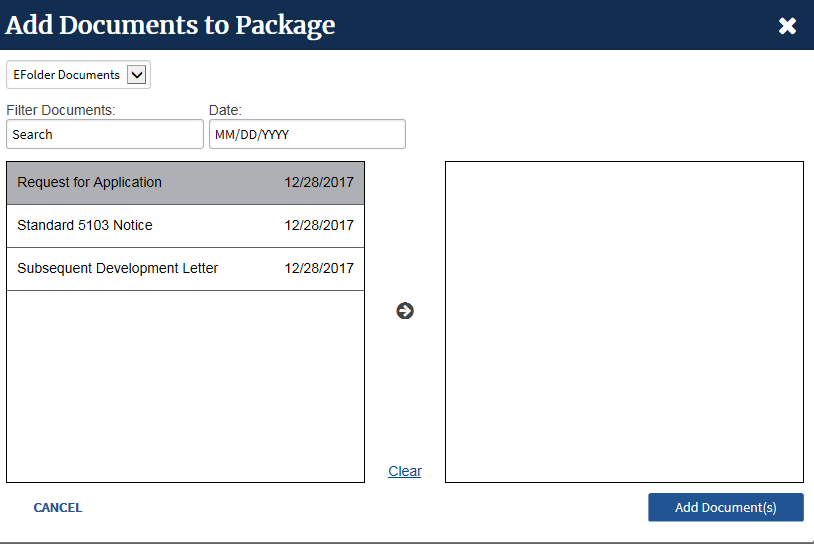 Add Documents to Package
EFolder Documents
Filter Documents: Date:
Search MM/DD/YYYY
Request for Application 12/28/2017
Standard 5103 Notice 12/28/2017
Subsequent Development Letter 12/28/2017
Clear
CANCEL Add Document(s)